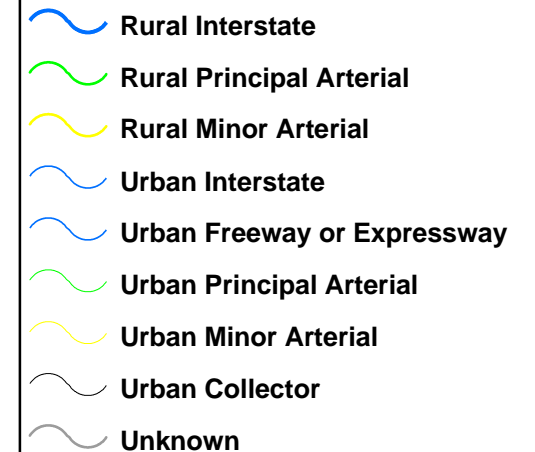 Rural Interstate
Rural Principal Arterial
Rural Minor Arterial
Urban Interstate
Urban Freeway or Expressway
Urban Principal Arterial
Urban Minor Arterial
Urban Collector
Unknown